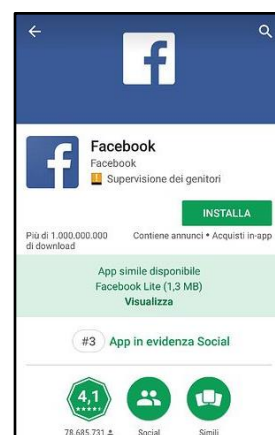 f
f
Facebook
Facebook
Supervisione dei genitori
INSTALLA
Più di 1.000.000.000
di download
Contiene annunci • Acquisti in-app
App simile disponibile
Facebook Lite (1,3 MB)
Visualizza
#3 App in evidenza Social
4,1
78.685.731
Social
Simili